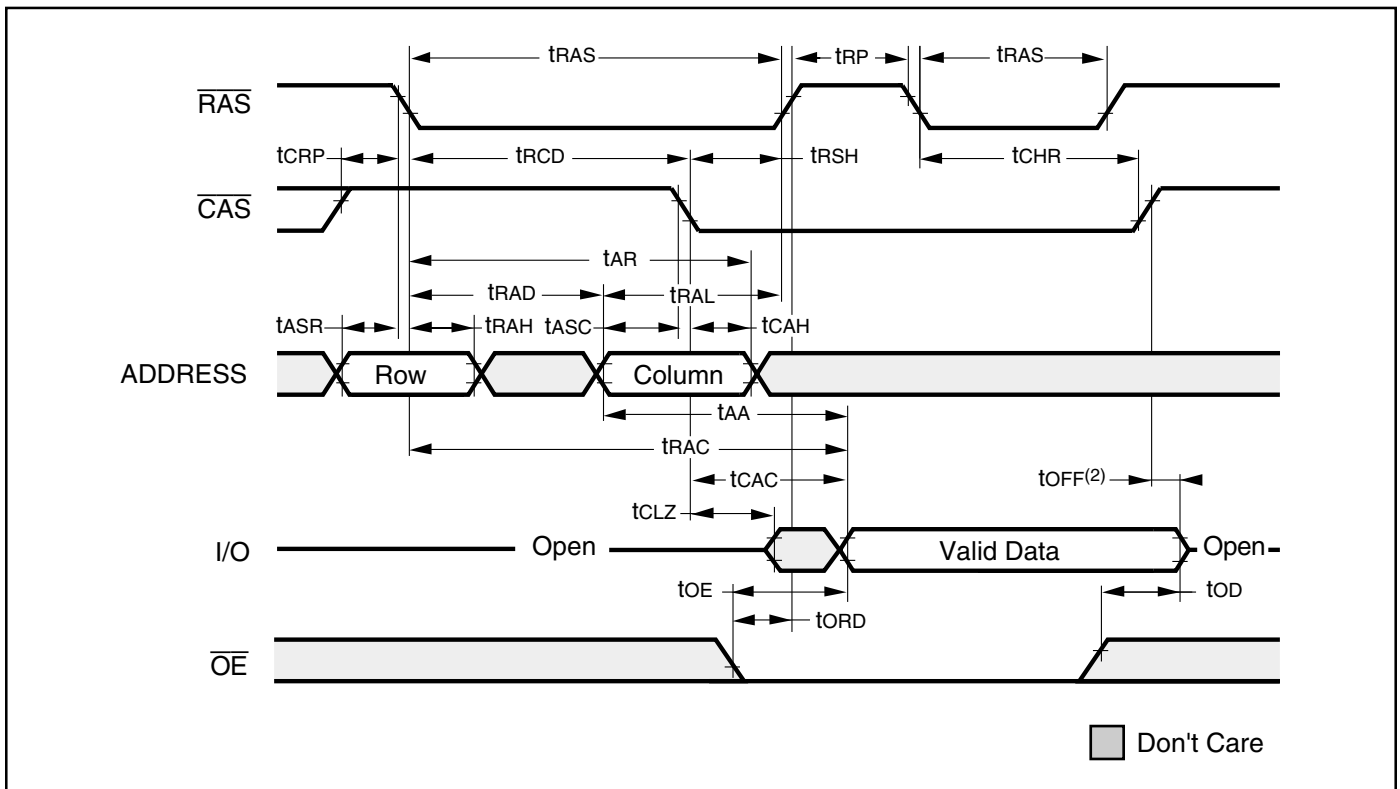 tRAS tRP tRAS
RAS
tCRP tRCD tRSH tCHR
CAS
tAR
tRAD tRAL
tASR tRAH tASC tCAH
ADDRESS Row Column
tAA
tRAC
tCAC tOFF(2)
tCLZ
I/O Open Valid Data Open
tOE tOD
tORD
OE
Don't Care